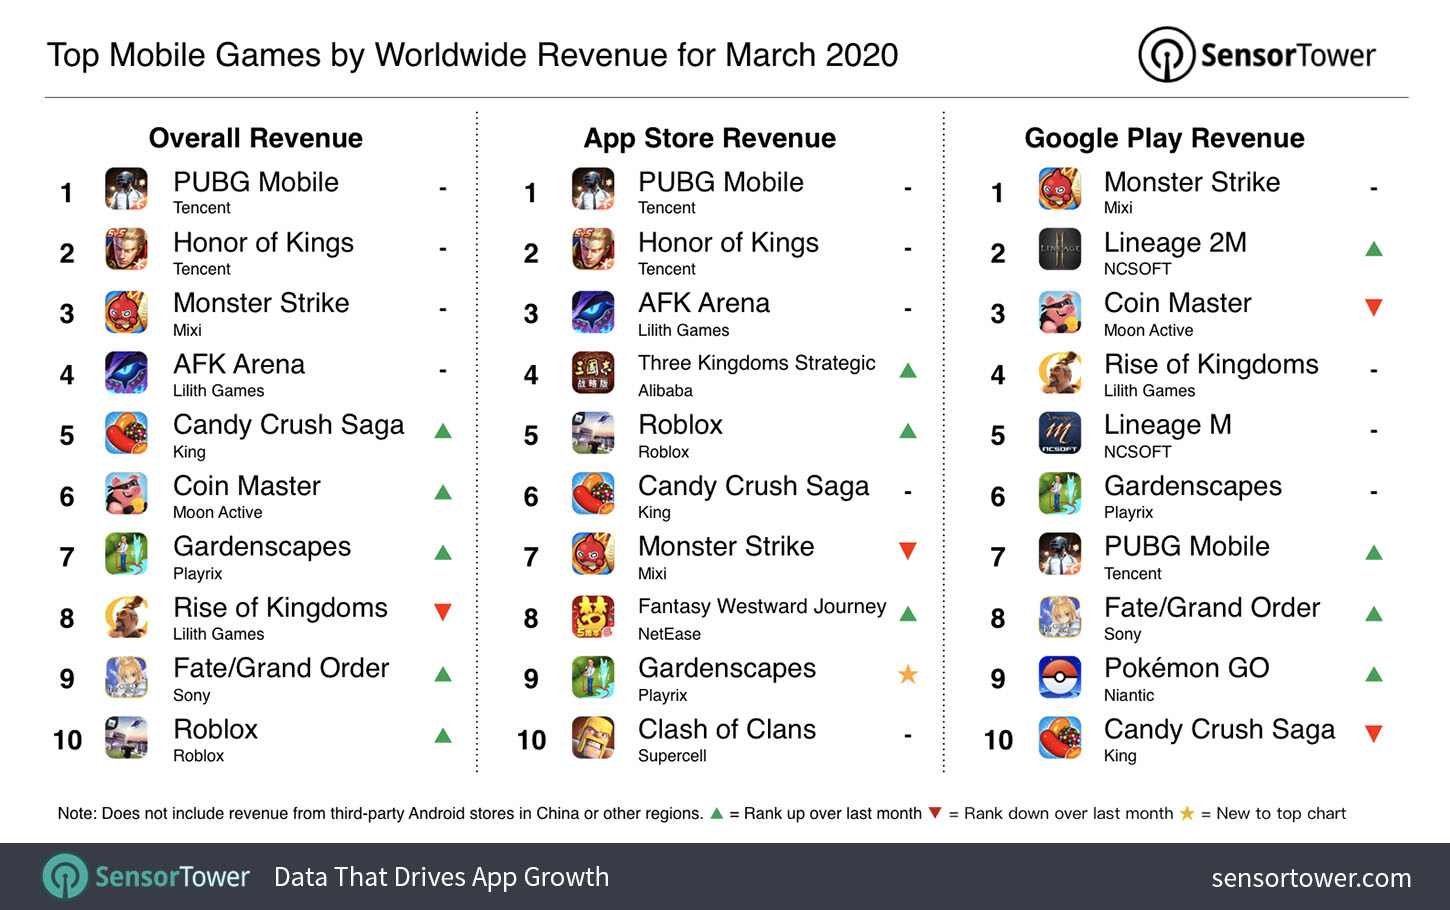 Top Mobile Games by Worldwide Revenue for March 2020
SensorTower
Overall Revenue
1
PUBG Mobile
-
Tencent
2
Honor of Kings
-
Tencent
3
Monster Strike
-
Mixi
4
AFK Arena
-
Lilith Games
5
Candy Crush Saga
▲
King
6
Coin Master
▲
Moon Active
7
Gardenscapes
▲
Playrix
8
Rise of Kingdoms
▼
Lilith Games
9
Fate/Grand Order
▲
Sony
10
Roblox
▲
Roblox
App Store Revenue
1
PUBG Mobile
-
Tencent
2
Honor of Kings
-
Tencent
3
AFK Arena
-
Lilith Games
4
三国志
战略版
Three Kingdoms Strategic
▲
Alibaba
5
Roblox
▲
Roblox
6
Candy Crush Saga
-
King
7
Monster Strike
▼
Mixi
8
Fantasy Westward Journey
▲
NetEase
9
Gardenscapes
★
Playrix
10
Clash of Clans
-
Supercell
Google Play Revenue
1
Monster Strike
-
Mixi
2
LINEAGE
Lineage 2M
▲
NCSOFT
3
Coin Master
▼
Moon Active
4
Rise of Kingdoms
-
Lilith Games
5
m
NCSOFT
Lineage M
-
NCSOFT
6
Gardenscapes
-
Playrix
7
PUBG Mobile
▲
Tencent
8
Fate/Grand Order
▲
Sony
9
Pokémon GO
▲
Niantic
10
Candy Crush Saga
▼
King
Note: Does not include revenue from third-party Android stores in China or other regions. ▲ = Rank up over last month ▼ = Rank down over last month ★ = New to top chart
SensorTower Data That Drives App Growth
sensortower.com